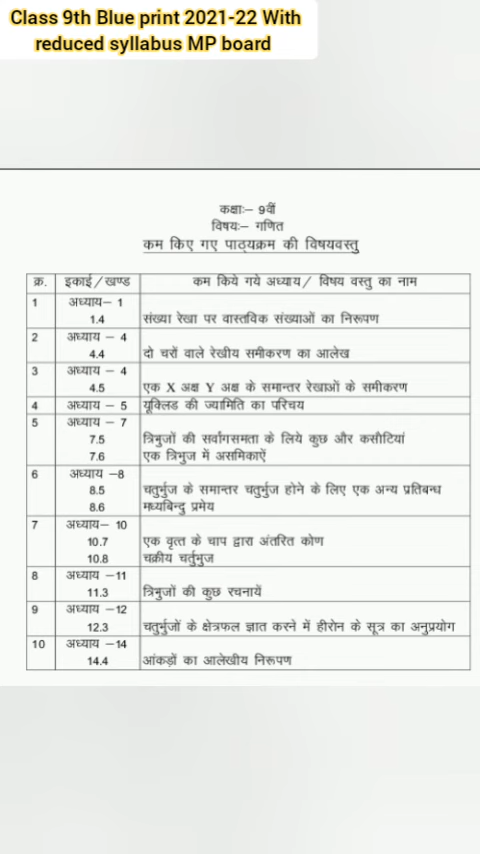 Class 9th Blue print 2021-22 With
reduced syllabus MP board
कक्षाः– 9वीं
विषयः– गणित
कम किए गए पाठ्यक्रम की विषयवस्तु
क्र. इकाई/खण्ड कम किये गये अध्याय/ विषय वस्तु का नाम
1 अध्याय– 1
1.4 संख्या रेखा पर वास्तविक संख्याओं का निरूपण
2 अध्याय – 4
4.4 दो चरों वाले रेखीय समीकरण का आलेख
3 अध्याय – 4
4.5 एक X अक्ष Y अक्ष के समान्तर रेखाओं के समीकरण
4 अध्याय – 5 यूक्लिड की ज्यामिति का परिचय
5 अध्याय – 7
7.5 त्रिभुजों की सर्वांगसमता के लिये कुछ और कसौटियां
7.6 एक त्रिभुज में असमिकाऐं
6 अध्याय –8
8.5 चतुर्भुज के समान्तर चतुर्भुज होने के लिए एक अन्य प्रतिबन्ध
8.6 मध्यबिन्दु प्रमेय
7 अध्याय– 10
10.7 एक वृत्त के चाप द्वारा अंतरित कोण
10.8 चक्रीय चर्तुभुज
8 अध्याय –11
11.3 त्रिभुजों की कुछ रचनायें
9 अध्याय –12
12.3 चतुर्भुजों के क्षेत्रफल ज्ञात करने में हीरोन के सूत्र का अनुप्रयोग
10 अध्याय –14
14.4 आंकड़ों का आलेखीय निरूपण